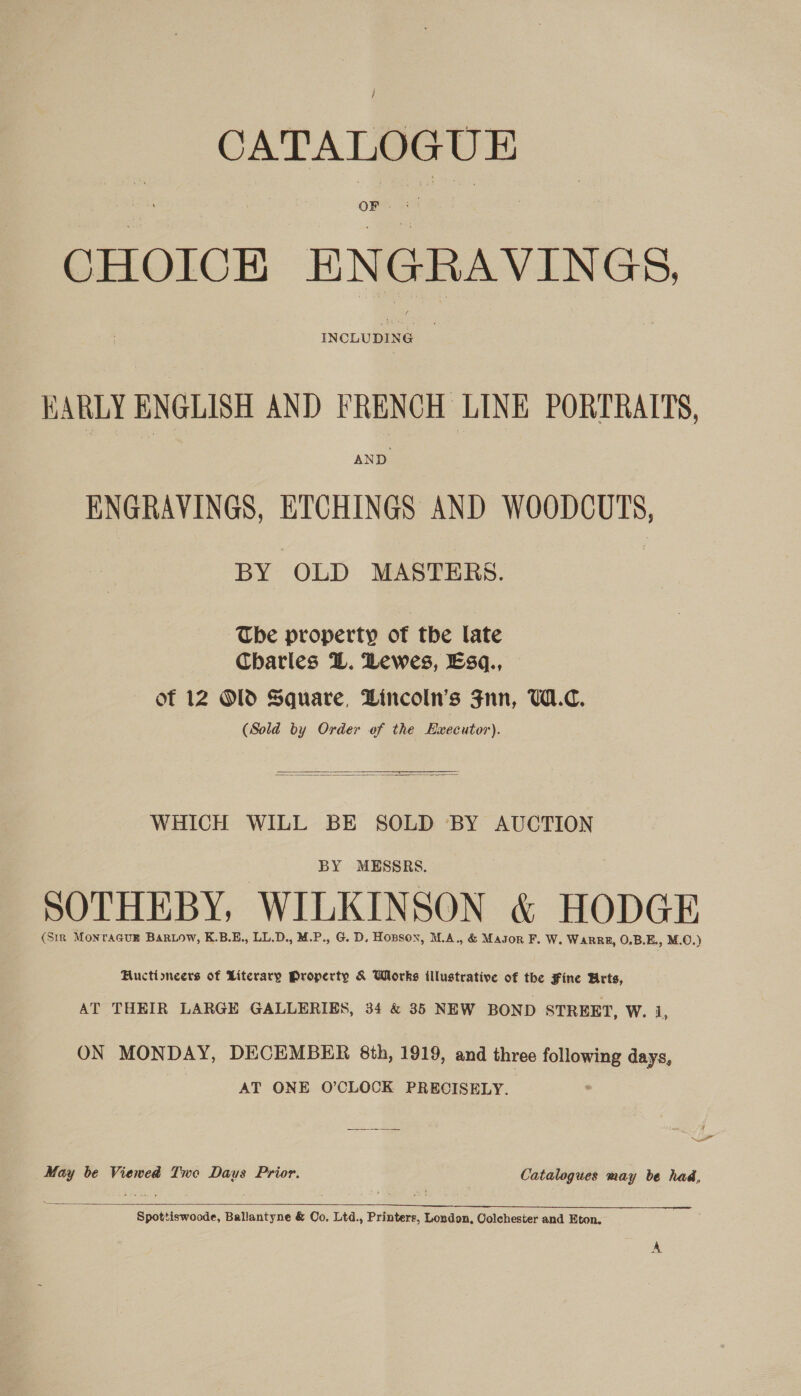 CATALOGUE
OF
CHOICE ENGRAVINGS,
INCLUDING
EARLY ENGLISH AND FRENCH LINE PORTRAITS,
AND
ENGRAVINGS, ETCHINGS AND WOODCUTS,
BY OLD MASTERS.
The property of the late
Charles L. Lewes, Esq.,
of 12 Old Square, Lincoln's Inn, W.C.
(Sold by Order of the Executor).
WHICH WILL BE SOLD BY AUCTION
BY MESSRS.
SOTHEBY, WILKINSON & HODGE
(SIR MONTAGUE BARLOW, K.B.E., LL.D., M.P., G. D. HOBSON, M.A., & MAJOR F. W. WARRE, O.B.E., M.C.)
Auctioneers of Literary Property & Works illustrative of the Fine Arts,
AT THEIR LARGE GALLERIES, 34 & 35 NEW BOND STREET, W. 1,
ON MONDAY, DECEMBER 8th, 1919, and three following days,
AT ONE O'CLOCK PRECISELY.
May be Viewed Two Days Prior. Catalogues may be had.
Spottiswoode, Ballantyne & Co. Ltd., Printers, London, Colchester and Eton.
A